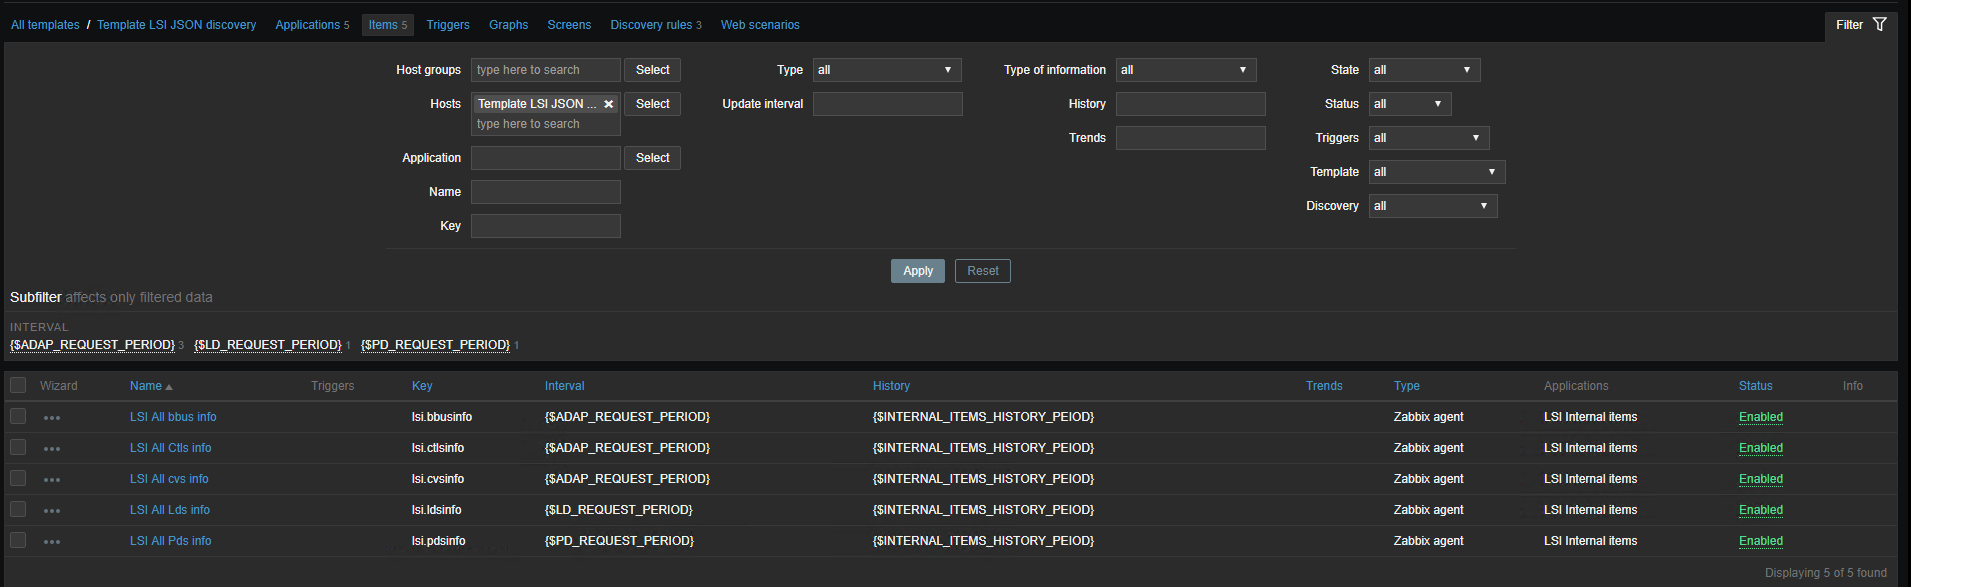 All templates / Template LSI JSON discovery Applications 5 Items 5 Triggers Graphs Screens Discovery rules 3 Web scenarios Filter
Host groups type here to search Select Type all Type of information all State all
Hosts Template LSI JSON ... Select Update interval History Status all
type here to search
Trends Triggers all
Application Select
Template all
Name
Discovery all
Key
Apply Reset
Subfilter affects only filtered data
INTERVAL
{$ADAP_REQUEST_PERIOD} 3 {$LD_REQUEST_PERIOD} 1 {$PD_REQUEST_PERIOD} 1
Wizard Name Triggers Key Interval History Trends Type Applications Status Info
LSI All bbus info lsi.bbusinfo {$ADAP_REQUEST_PERIOD} {$INTERNAL_ITEMS_HISTORY_PEIOD} Zabbix agent LSI Internal items Enabled
LSI All Ctls info lsi.ctlsinfo {$ADAP_REQUEST_PERIOD} {$INTERNAL_ITEMS_HISTORY_PEIOD} Zabbix agent LSI Internal items Enabled
LSI All cvs info lsi.cvsinfo {$ADAP_REQUEST_PERIOD} {$INTERNAL_ITEMS_HISTORY_PEIOD} Zabbix agent LSI Internal items Enabled
LSI All Lds info lsi.ldsinfo {$LD_REQUEST_PERIOD} {$INTERNAL_ITEMS_HISTORY_PEIOD} Zabbix agent LSI Internal items Enabled
LSI All Pds info lsi.pdsinfo {$PD_REQUEST_PERIOD} {$INTERNAL_ITEMS_HISTORY_PEIOD} Zabbix agent LSI Internal items Enabled
Displaying 5 of 5 found